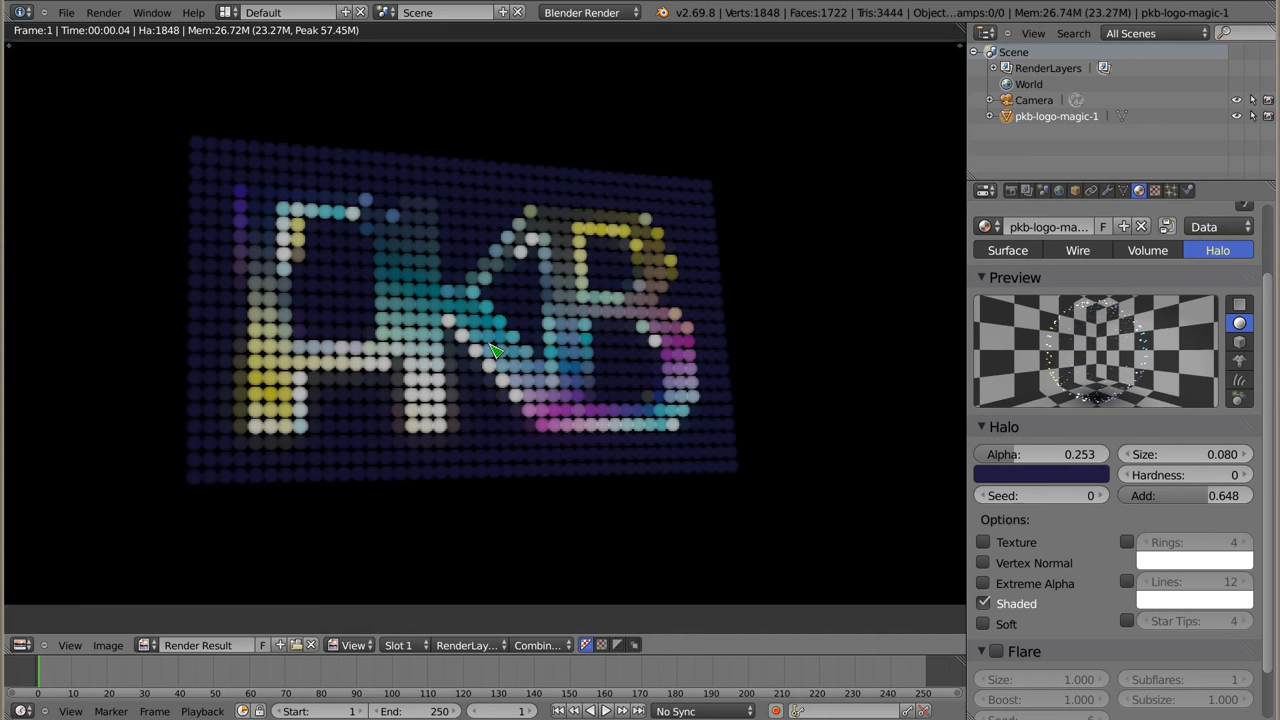 File Render Window Help Default Scene Blender Render v2.69.8 | Verts:1848 | Faces:1722 | Tris:3444 | Object...amps:0/0 | Mem:26.74M (23.27M) | pkb-logo-magic-1
Frame:1 | Time:00:00.04 | Ha:1848 | Mem:26.72M (23.27M, Peak 57.45M)
View Search All Scenes
Scene
RenderLayers
World
Camera
pkb-logo-magic-1
pkb-logo-ma... F Data
Surface Wire Volume Halo
Preview
Halo
Alpha: 0.253 Size: 0.080
Hardness: 0
Seed: 0 Add: 0.648
Options:
Texture Rings: 4
Vertex Normal
Extreme Alpha Lines: 12
Shaded
Soft Star Tips: 4
Flare
Size: 1.000 Subflares: 1
Boost: 1.000 Subsize: 1.000
View Image Render Result F View Slot 1 RenderLay... Combin...
0 10 20 30 40 50 60 70 80 90 100 110 120 130 140 150 160 170 180 190 200 210 220 230 240 250
View Marker Frame Playback Start: 1 End: 250 1 No Sync